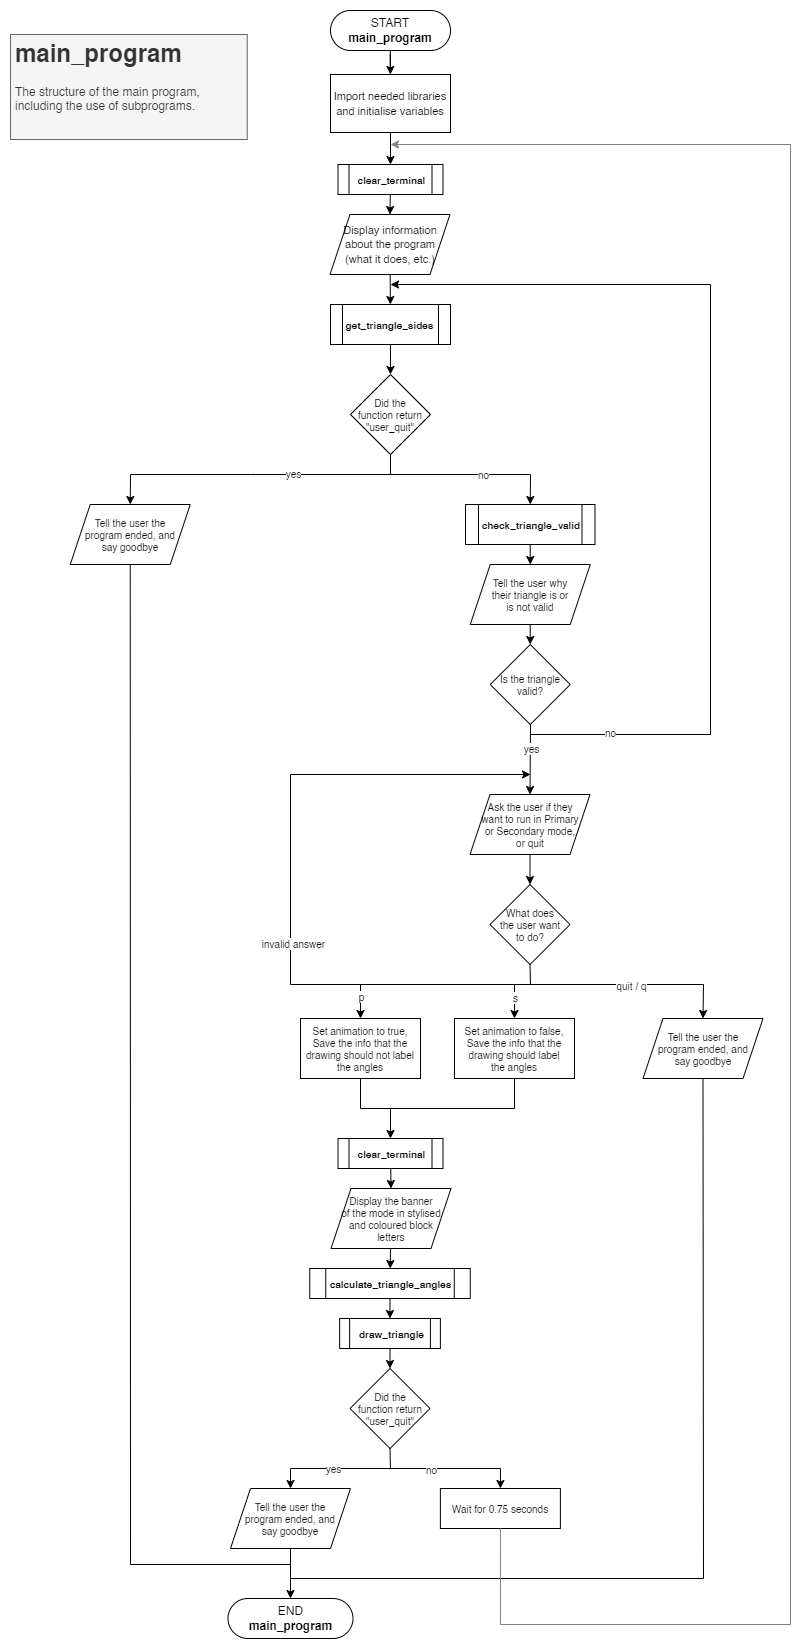 START
main_program
main_program
The structure of the main program,
including the use of subprograms.
Import needed libraries
and initialise variables
clear_terminal
Display information
about the program
(what it does, etc.)
get_triangle_sides
Did the
function return
"user_quit"
yes
no
Tell the user the
program ended, and
say goodbye
check_triangle_valid
Tell the user why
their triangle is or
is not valid
Is the triangle
valid?
no
yes
Ask the user if they
want to run in Primary
or Secondary mode,
or quit
What does
the user want
to do?
invalid answer
p
s
quit / q
Set animation to true,
Save the info that the
drawing should not label
the angles
Set animation to false,
Save the info that the
drawing should label
the angles
Tell the user the
program ended, and
say goodbye
clear_terminal
Display the banner
of the mode in stylised
and coloured block
letters
calculate_triangle_angles
draw_triangle
Did the
function return
"user_quit"
yes
no
Tell the user the
program ended, and
say goodbye
Wait for 0.75 seconds
END
main_program